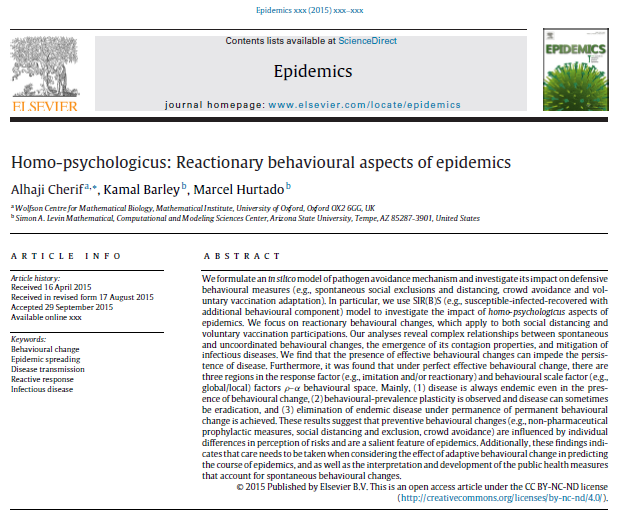 Epidemics xxx (2015) xxx–xxx
Contents lists available at ScienceDirect
Epidemics
journal homepage: www.elsevier.com/locate/epidemics
ELSEVIER
EPIDEMICS
Homo-psychologicus: Reactionary behavioural aspects of epidemics
Alhaji Cherif a,*, Kamal Barley b, Marcel Hurtado b
a Wolfson Centre for Mathematical Biology, Mathematical Institute, University of Oxford, Oxford OX2 6GG, UK
b Simon A. Levin Mathematical, Computational and Modeling Sciences Center, Arizona State University, Tempe, AZ 85287-3901, United States
ARTICLE INFO
Article history:
Received 16 April 2015
Received in revised form 17 August 2015
Accepted 29 September 2015
Available online xxx
Keywords:
Behavioural change
Epidemic spreading
Disease transmission
Reactive response
Infectious disease
ABSTRACT
We formulate an in silico model of pathogen avoidance mechanism and investigate its impact on defensive
behavioural measures (e.g., spontaneous social exclusions and distancing, crowd avoidance and vol-
untary vaccination adaptation). In particular, we use SIR(B)S (e.g., susceptible-infected-recovered with
additional behavioural component) model to investigate the impact of homo-psychologicus aspects of
epidemics. We focus on reactionary behavioural changes, which apply to both social distancing and
voluntary vaccination participations. Our analyses reveal complex relationships between spontaneous
and uncoordinated behavioural changes, the emergence of its contagion properties, and mitigation of
infectious diseases. We find that the presence of effective behavioural changes can impede the persis-
tence of disease. Furthermore, it was found that under perfect effective behavioural change, there are
three regions in the response factor (e.g., imitation and/or reactionary) and behavioural scale factor (e.g.,
global/local) factors ρ–α behavioural space. Mainly, (1) disease is always endemic even in the pres-
ence of behavioural change, (2) behavioural-prevalence plasticity is observed and disease can sometimes
be eradication, and (3) elimination of endemic disease under permanence of permanent behavioural
change is achieved. These results suggest that preventive behavioural changes (e.g., non-pharmaceutical
prophylactic measures, social distancing and exclusion, crowd avoidance) are influenced by individual
differences in perception of risks and are a salient feature of epidemics. Additionally, these findings indi-
cates that care needs to be taken when considering the effect of adaptive behavioural change in predicting
the course of epidemics, and as well as the interpretation and development of the public health measures
that account for spontaneous behavioural changes.
© 2015 Published by Elsevier B.V. This is an open access article under the CC BY-NC-ND license
(http://creativecommons.org/licenses/by-nc-nd/4.0/).